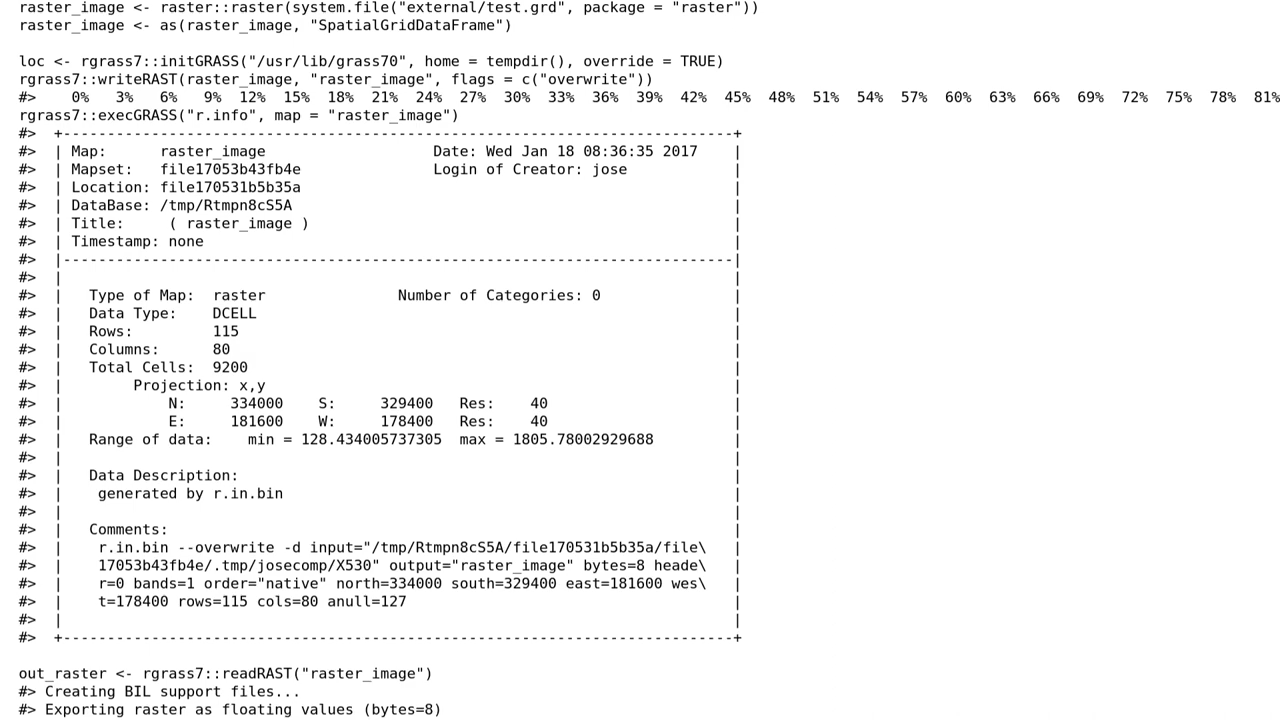 raster_image <- raster::raster(system.file("external/test.grd", package = "raster"))
raster_image <- as(raster_image, "SpatialGridDataFrame")

loc <- rgrass7::initGRASS("/usr/lib/grass70", home = tempdir(), override = TRUE)
rgrass7::writeRAST(raster_image, "raster_image", flags = c("overwrite"))
#>    0%   3%   6%   9%  12%  15%  18%  21%  24%  27%  30%  33%  36%  39%  42%  45%  48%  51%  54%  57%  60%  63%  66%  69%  72%  75%  78%  81%
rgrass7::execGRASS("r.info", map = "raster_image")
#>  +----------------------------------------------------------------------------+
#>  | Map:      raster_image                   Date: Wed Jan 18 08:36:35 2017    |
#>  | Mapset:   file17053b43fb4e               Login of Creator: jose            |
#>  | Location: file170531b5b35a                                                 |
#>  | DataBase: /tmp/Rtmpn8cS5A                                                  |
#>  | Title:     ( raster_image )                                                |
#>  | Timestamp: none                                                            |
#>  |----------------------------------------------------------------------------|
#>  |                                                                            |
#>  |   Type of Map:  raster               Number of Categories: 0               |
#>  |   Data Type:    DCELL                                                      |
#>  |   Rows:         115                                                        |
#>  |   Columns:      80                                                         |
#>  |   Total Cells:  9200                                                       |
#>  |        Projection: x,y                                                     |
#>  |            N:     334000    S:     329400   Res:    40                     |
#>  |            E:     181600    W:     178400   Res:    40                     |
#>  |   Range of data:    min = 128.434005737305  max = 1805.78002929688         |
#>  |                                                                            |
#>  |   Data Description:                                                        |
#>  |    generated by r.in.bin                                                   |
#>  |                                                                            |
#>  |   Comments:                                                                |
#>  |    r.in.bin --overwrite -d input="/tmp/Rtmpn8cS5A/file170531b5b35a/file\   |
#>  |    17053b43fb4e/.tmp/josecomp/X530" output="raster_image" bytes=8 heade\   |
#>  |    r=0 bands=1 order="native" north=334000 south=329400 east=181600 wes\   |
#>  |    t=178400 rows=115 cols=80 anull=127                                     |
#>  |                                                                            |
#>  +----------------------------------------------------------------------------+

out_raster <- rgrass7::readRAST("raster_image")
#> Creating BIL support files...
#> Exporting raster as floating values (bytes=8)